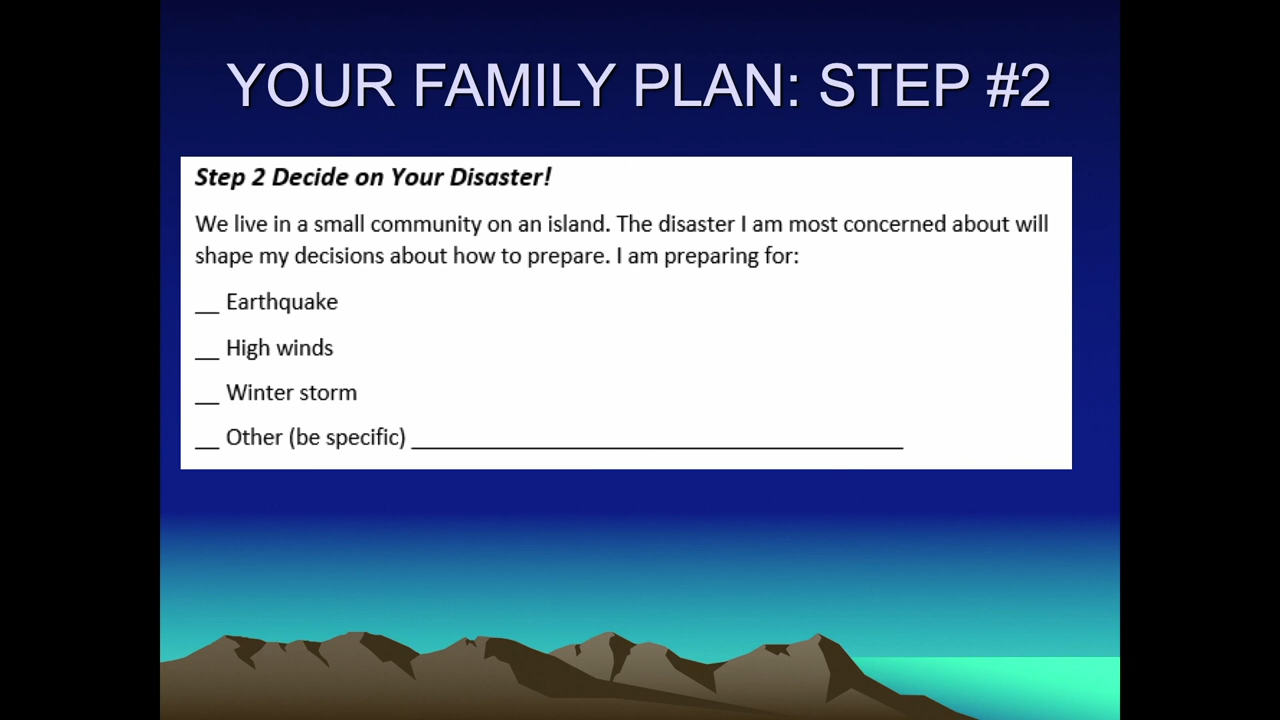 YOUR FAMILY PLAN: STEP #2
Step 2 Decide on Your Disaster!
We live in a small community on an island. The disaster I am most concerned about will
shape my decisions about how to prepare. I am preparing for:
__ Earthquake
__ High winds
__ Winter storm
__ Other (be specific) ________________________________________